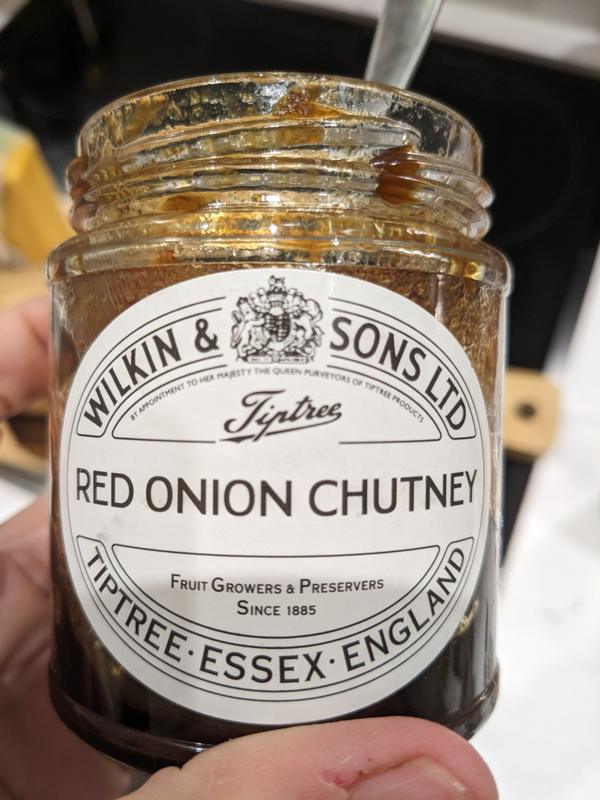 WILKIN & SONS LTD
BY APPOINTMENT TO HER MAJESTY THE QUEEN PURVEYORS OF TIPTREE PRODUCTS
Tiptree
RED ONION CHUTNEY
FRUIT GROWERS & PRESERVERS
SINCE 1885
TIPTREE · ESSEX · ENGLAND